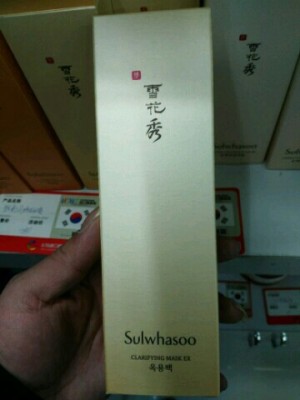 雪花秀
Sulwhasoo
CLARIFYING MASK EX
옥용팩